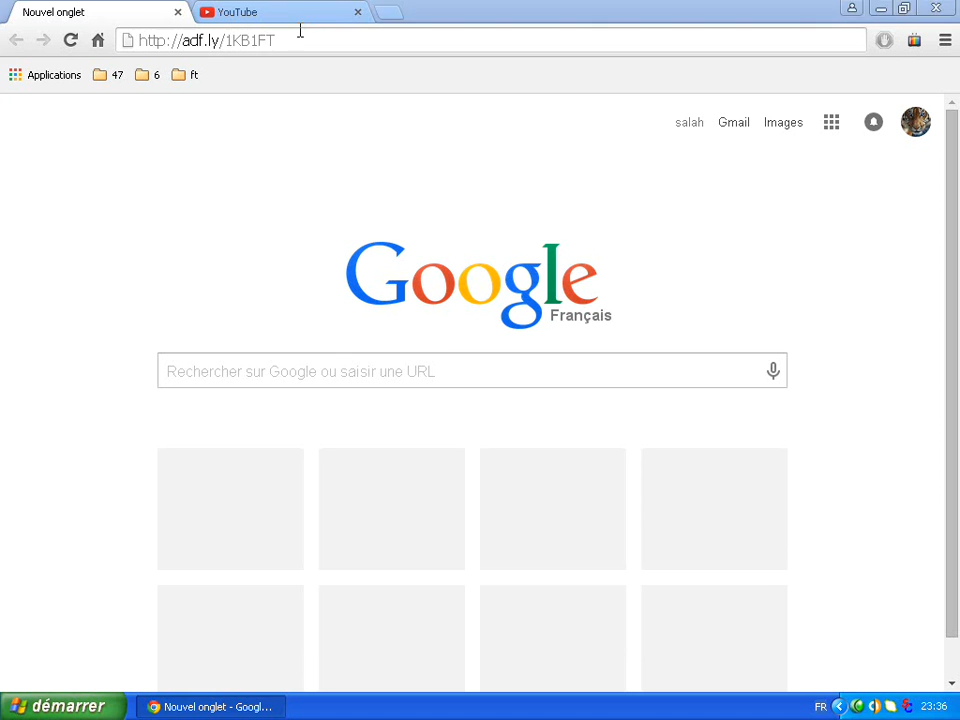 Nouvel onglet
YouTube
http://adf.ly/1KB1FT
Applications
47
6
ft
salah
Gmail
Images
Google
Français
Rechercher sur Google ou saisir une URL
démarrer
Nouvel onglet - Googl...
FR
23:36